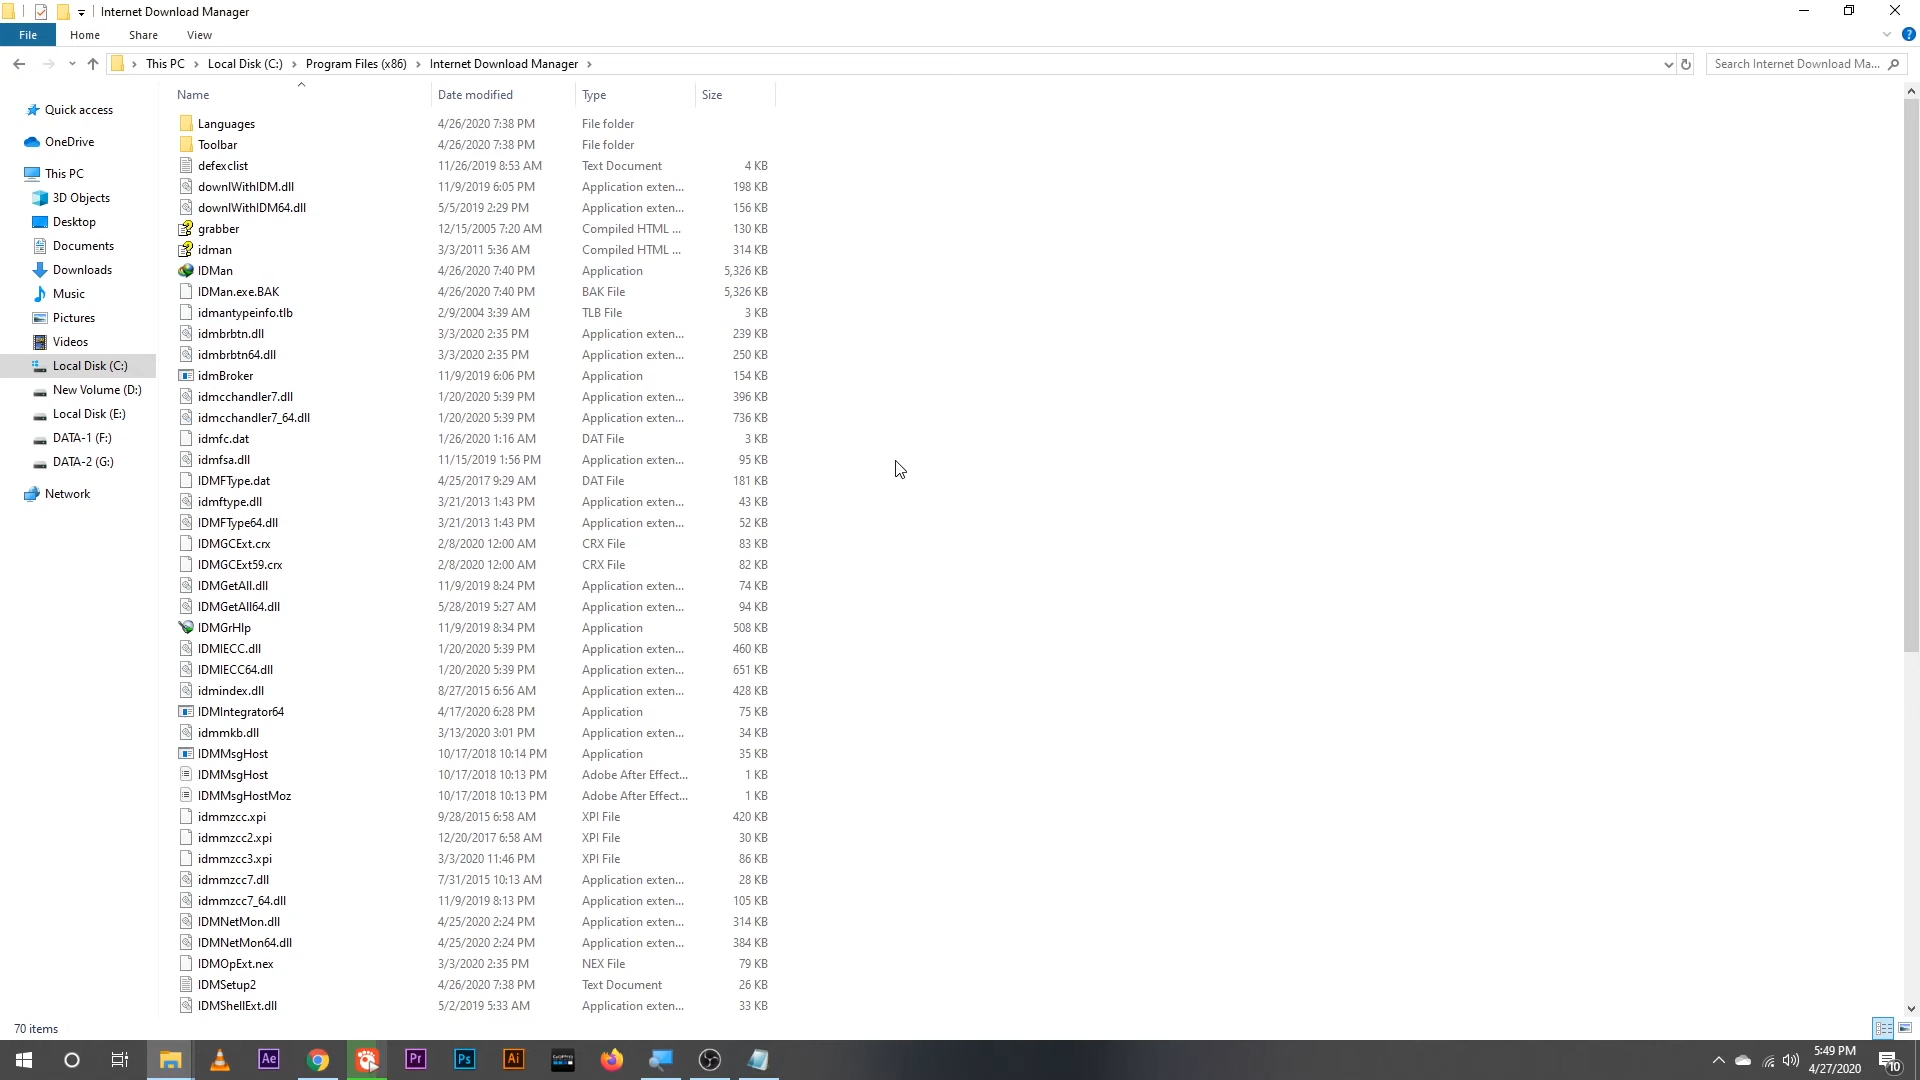 Internet Download Manager
File Home Share View
This PC Local Disk (C:) Program Files (x86) Internet Download Manager Search Internet Download Ma...
Name Date modified Type Size
Quick access
OneDrive
This PC
3D Objects
Desktop
Documents
Downloads
Music
Pictures
Videos
Local Disk (C:)
New Volume (D:)
Local Disk (E:)
DATA-1 (F:)
DATA-2 (G:)
Network
Languages 4/26/2020 7:38 PM File folder
Toolbar 4/26/2020 7:38 PM File folder
defexclist 11/26/2019 8:53 AM Text Document 4 KB
downlWithIDM.dll 11/9/2019 6:05 PM Application exten... 198 KB
downlWithIDM64.dll 5/5/2019 2:29 PM Application exten... 156 KB
grabber 12/15/2005 7:20 AM Compiled HTML ... 130 KB
idman 3/3/2011 5:36 AM Compiled HTML ... 314 KB
IDMan 4/26/2020 7:40 PM Application 5,326 KB
IDMan.exe.BAK 4/26/2020 7:40 PM BAK File 5,326 KB
idmantypeinfo.tlb 2/9/2004 3:39 AM TLB File 3 KB
idmbrbtn.dll 3/3/2020 2:35 PM Application exten... 239 KB
idmbrbtn64.dll 3/3/2020 2:35 PM Application exten... 250 KB
idmBroker 11/9/2019 6:06 PM Application 154 KB
idmcchandler7.dll 1/20/2020 5:39 PM Application exten... 396 KB
idmcchandler7_64.dll 1/20/2020 5:39 PM Application exten... 736 KB
idmfc.dat 1/26/2020 1:16 AM DAT File 3 KB
idmfsa.dll 11/15/2019 1:56 PM Application exten... 95 KB
IDMFType.dat 4/25/2017 9:29 AM DAT File 181 KB
idmftype.dll 3/21/2013 1:43 PM Application exten... 43 KB
IDMFType64.dll 3/21/2013 1:43 PM Application exten... 52 KB
IDMGCExt.crx 2/8/2020 12:00 AM CRX File 83 KB
IDMGCExt59.crx 2/8/2020 12:00 AM CRX File 82 KB
IDMGetAll.dll 11/9/2019 8:24 PM Application exten... 74 KB
IDMGetAll64.dll 5/28/2019 5:27 AM Application exten... 94 KB
IDMGrHlp 11/9/2019 8:34 PM Application 508 KB
IDMIECC.dll 1/20/2020 5:39 PM Application exten... 460 KB
IDMIECC64.dll 1/20/2020 5:39 PM Application exten... 651 KB
idmindex.dll 8/27/2015 6:56 AM Application exten... 428 KB
IDMIntegrator64 4/17/2020 6:28 PM Application 75 KB
idmmkb.dll 3/13/2020 3:01 PM Application exten... 34 KB
IDMMsgHost 10/17/2018 10:14 PM Application 35 KB
IDMMsgHost 10/17/2018 10:13 PM Adobe After Effect... 1 KB
IDMMsgHostMoz 10/17/2018 10:13 PM Adobe After Effect... 1 KB
idmmzcc.xpi 9/28/2015 6:58 AM XPI File 420 KB
idmmzcc2.xpi 12/20/2017 6:58 AM XPI File 30 KB
idmmzcc3.xpi 3/3/2020 11:46 PM XPI File 86 KB
idmmzcc7.dll 7/31/2015 10:13 AM Application exten... 28 KB
idmmzcc7_64.dll 11/9/2019 8:13 PM Application exten... 105 KB
IDMNetMon.dll 4/25/2020 2:24 PM Application exten... 314 KB
IDMNetMon64.dll 4/25/2020 2:24 PM Application exten... 384 KB
IDMOpExt.nex 3/3/2020 2:35 PM NEX File 79 KB
IDMSetup2 4/26/2020 7:38 PM Text Document 26 KB
IDMShellExt.dll 5/2/2019 5:33 AM Application exten... 33 KB
70 items
Ae Pr Ps Ai GoPro
5:49 PM
4/27/2020
10